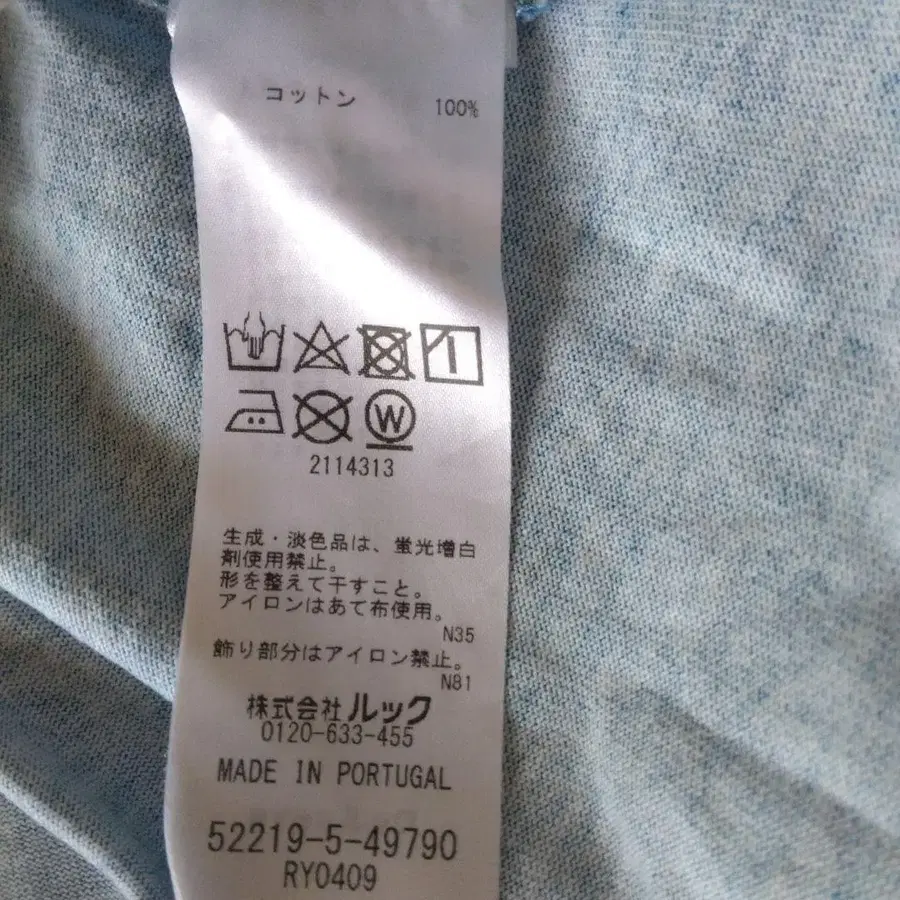 コットン 100%
W
2114313
生成・淡色品は、蛍光増白
剤使用禁止。
形を整えて干すこと。
アイロンはあて布使用。
N35
飾り部分はアイロン禁止。
N81
株式会社ルック
0120-633-455
MADE IN PORTUGAL
52219-5-49790
RY0409